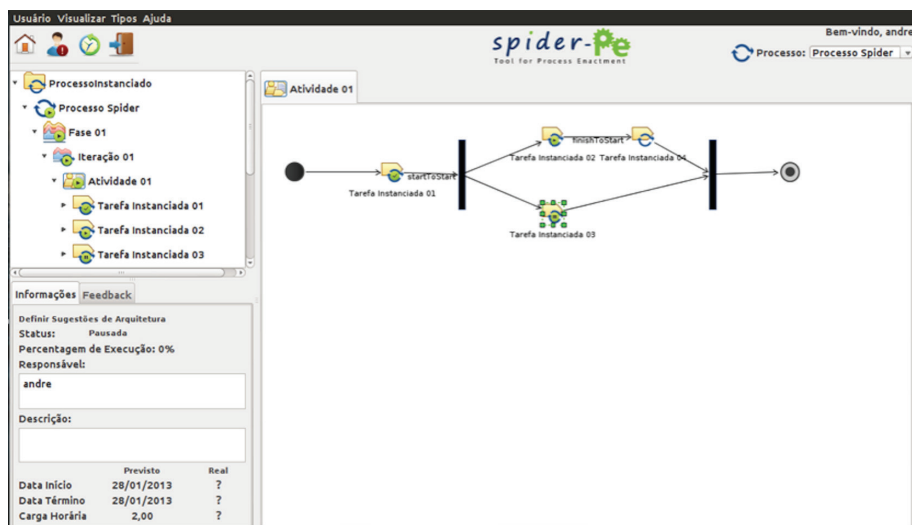 Usuário Visualizar Tipos Ajuda
spider-Pe
Tool for Process Enactment
Bem-vindo, andre
Processo: Processo Spider
ProcessoInstanciado
Processo Spider
Fase 01
Iteração 01
Atividade 01
Tarefa Instanciada 01
Tarefa Instanciada 02
Tarefa Instanciada 03
Atividade 01
startToStart
Tarefa Instanciada 01
finishToStart
Tarefa Instanciada 02 Tarefa Instanciada 04
Tarefa Instanciada 03
Informações Feedback
Definir Sugestões de Arquitetura
Status: Pausada
Percentagem de Execução: 0%
Responsável:
andre
Descrição:
Previsto Real
Data Início 28/01/2013 ?
Data Término 28/01/2013 ?
Carga Horária 2,00 ?